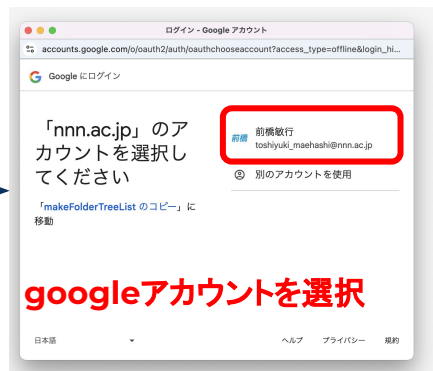 ログイン - Google アカウント
accounts.google.com/o/oauth2/auth/oauthchooseaccount?access_type=offline&login_hi...
Google にログイン
「nnn.ac.jp」のア
カウントを選択し
てください
「makeFolderTreeList のコピー」に
移動
前橋
前橋敏行
toshiyuki_maehashi@nnn.ac.jp
別のアカウントを使用
googleアカウントを選択
日本語
ヘルプ
プライバシー
規約